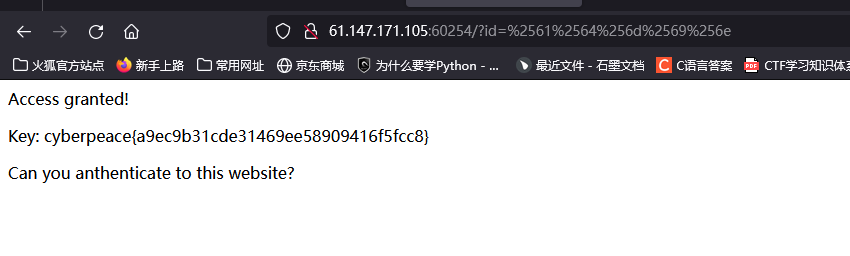 61.147.171.105:60254/?id=%2561%2564%256d%2569%256e
火狐官方站点 新手上路 常用网址 京东商城 为什么要学Python - ... 最近文件 - 石墨文档 C语言答案 CTF学习知识体系
Access granted!
Key: cyberpeace{a9ec9b31cde31469ee58909416f5fcc8}
Can you anthenticate to this website?